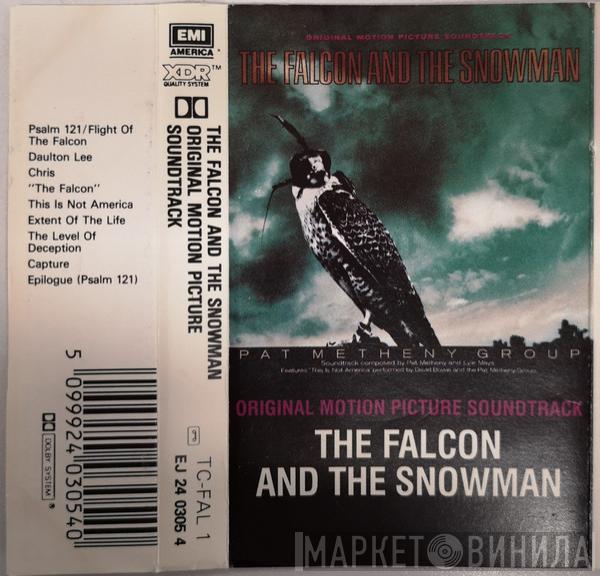 Psalm 121/Flight Of
The Falcon
Daulton Lee
Chris
"The Falcon"
This Is Not America
Extent Of The Life
The Level Of
Deception
Capture
Epilogue (Psalm 121)
5 099924 030540
DOLBY SYSTEM®
EMI
AMERICA
XDR™
QUALITY SYSTEM
THE FALCON AND THE SNOWMAN
ORIGINAL MOTION PICTURE
SOUNDTRACK
TC-FAL 1
EJ 24 0305 4
ORIGINAL MOTION PICTURE SOUNDTRACK
THE FALCON AND THE SNOWMAN
PAT METHENY GROUP
Soundtrack composed by Pat Metheny and Lyle Mays
Features "This Is Not America" performed by David Bowie and the Pat Metheny Group.
ORIGINAL MOTION PICTURE SOUNDTRACK
THE FALCON
AND THE SNOWMAN
МАРКЕТ ВИНИЛА